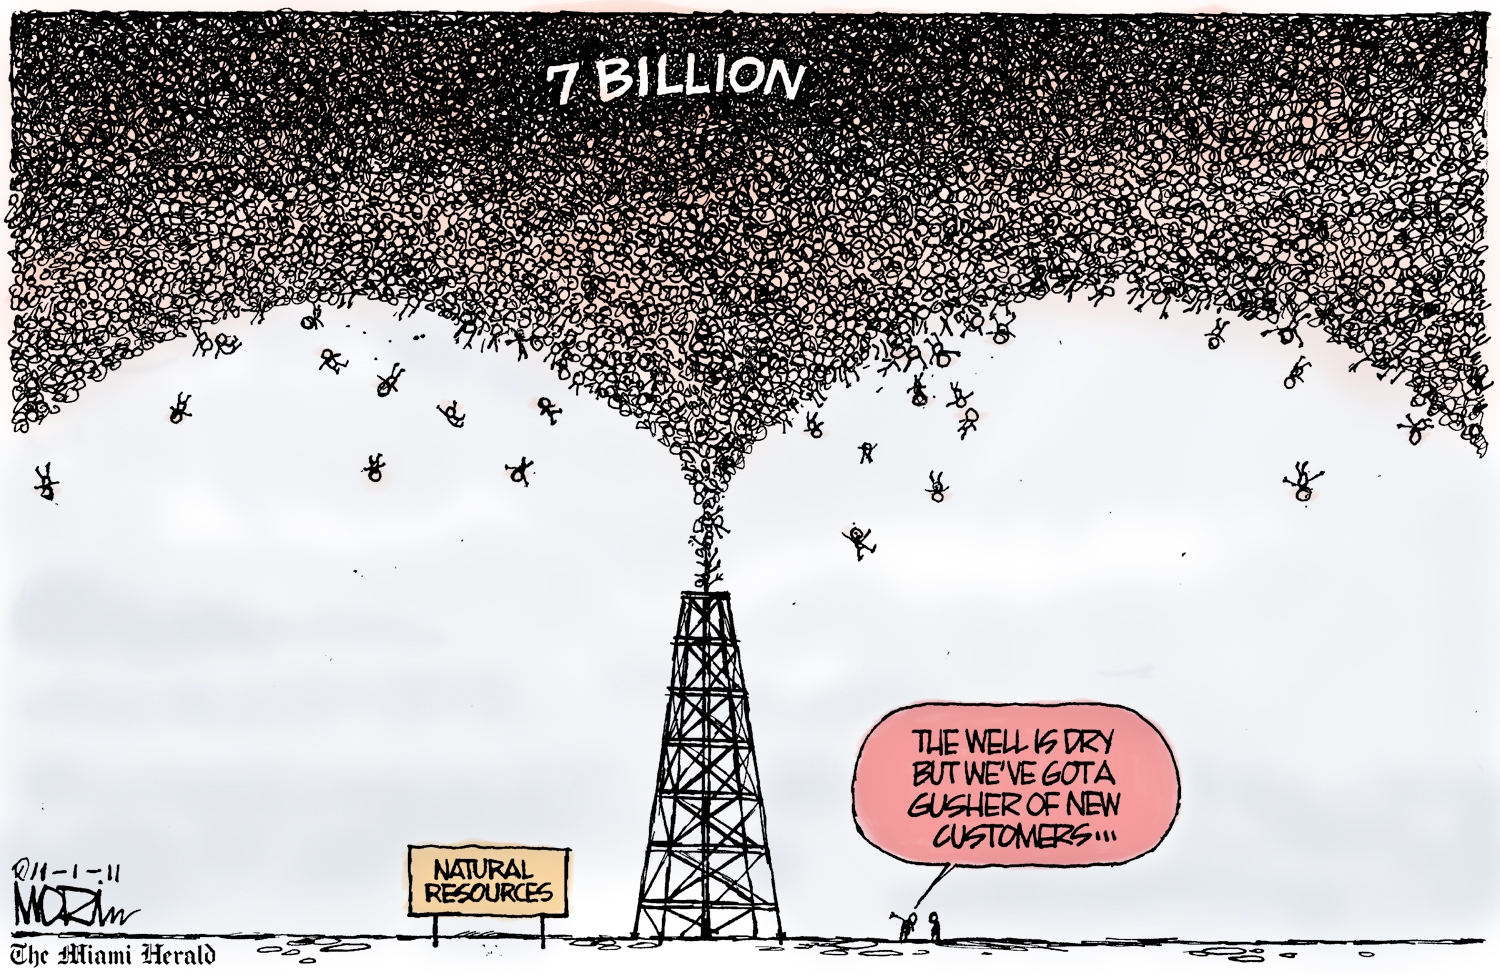 7 BILLION
THE WELL IS DRY
BUT WE'VE GOT A
GUSHER OF NEW
CUSTOMERS...
NATURAL
RESOURCES
©11-1-11
MORIN
The Miami Herald